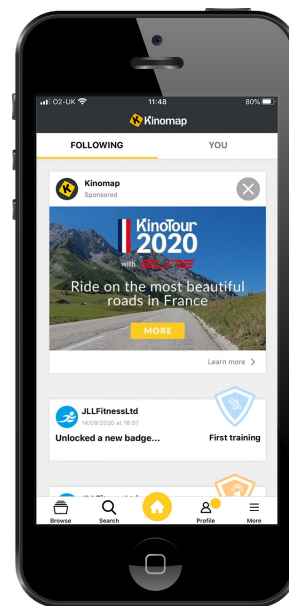 O2-UK
11:48
80%
Kinomap
FOLLOWING
YOU
Kinomap
Sponsored
KinoTour
2020
with ELITE
Ride on the most beautiful
roads in France
MORE
Learn more
JLLFitnessLtd
14/09/2020 at 16:57
Unlocked a new badge...
First training
Browse
Search
Profile
More